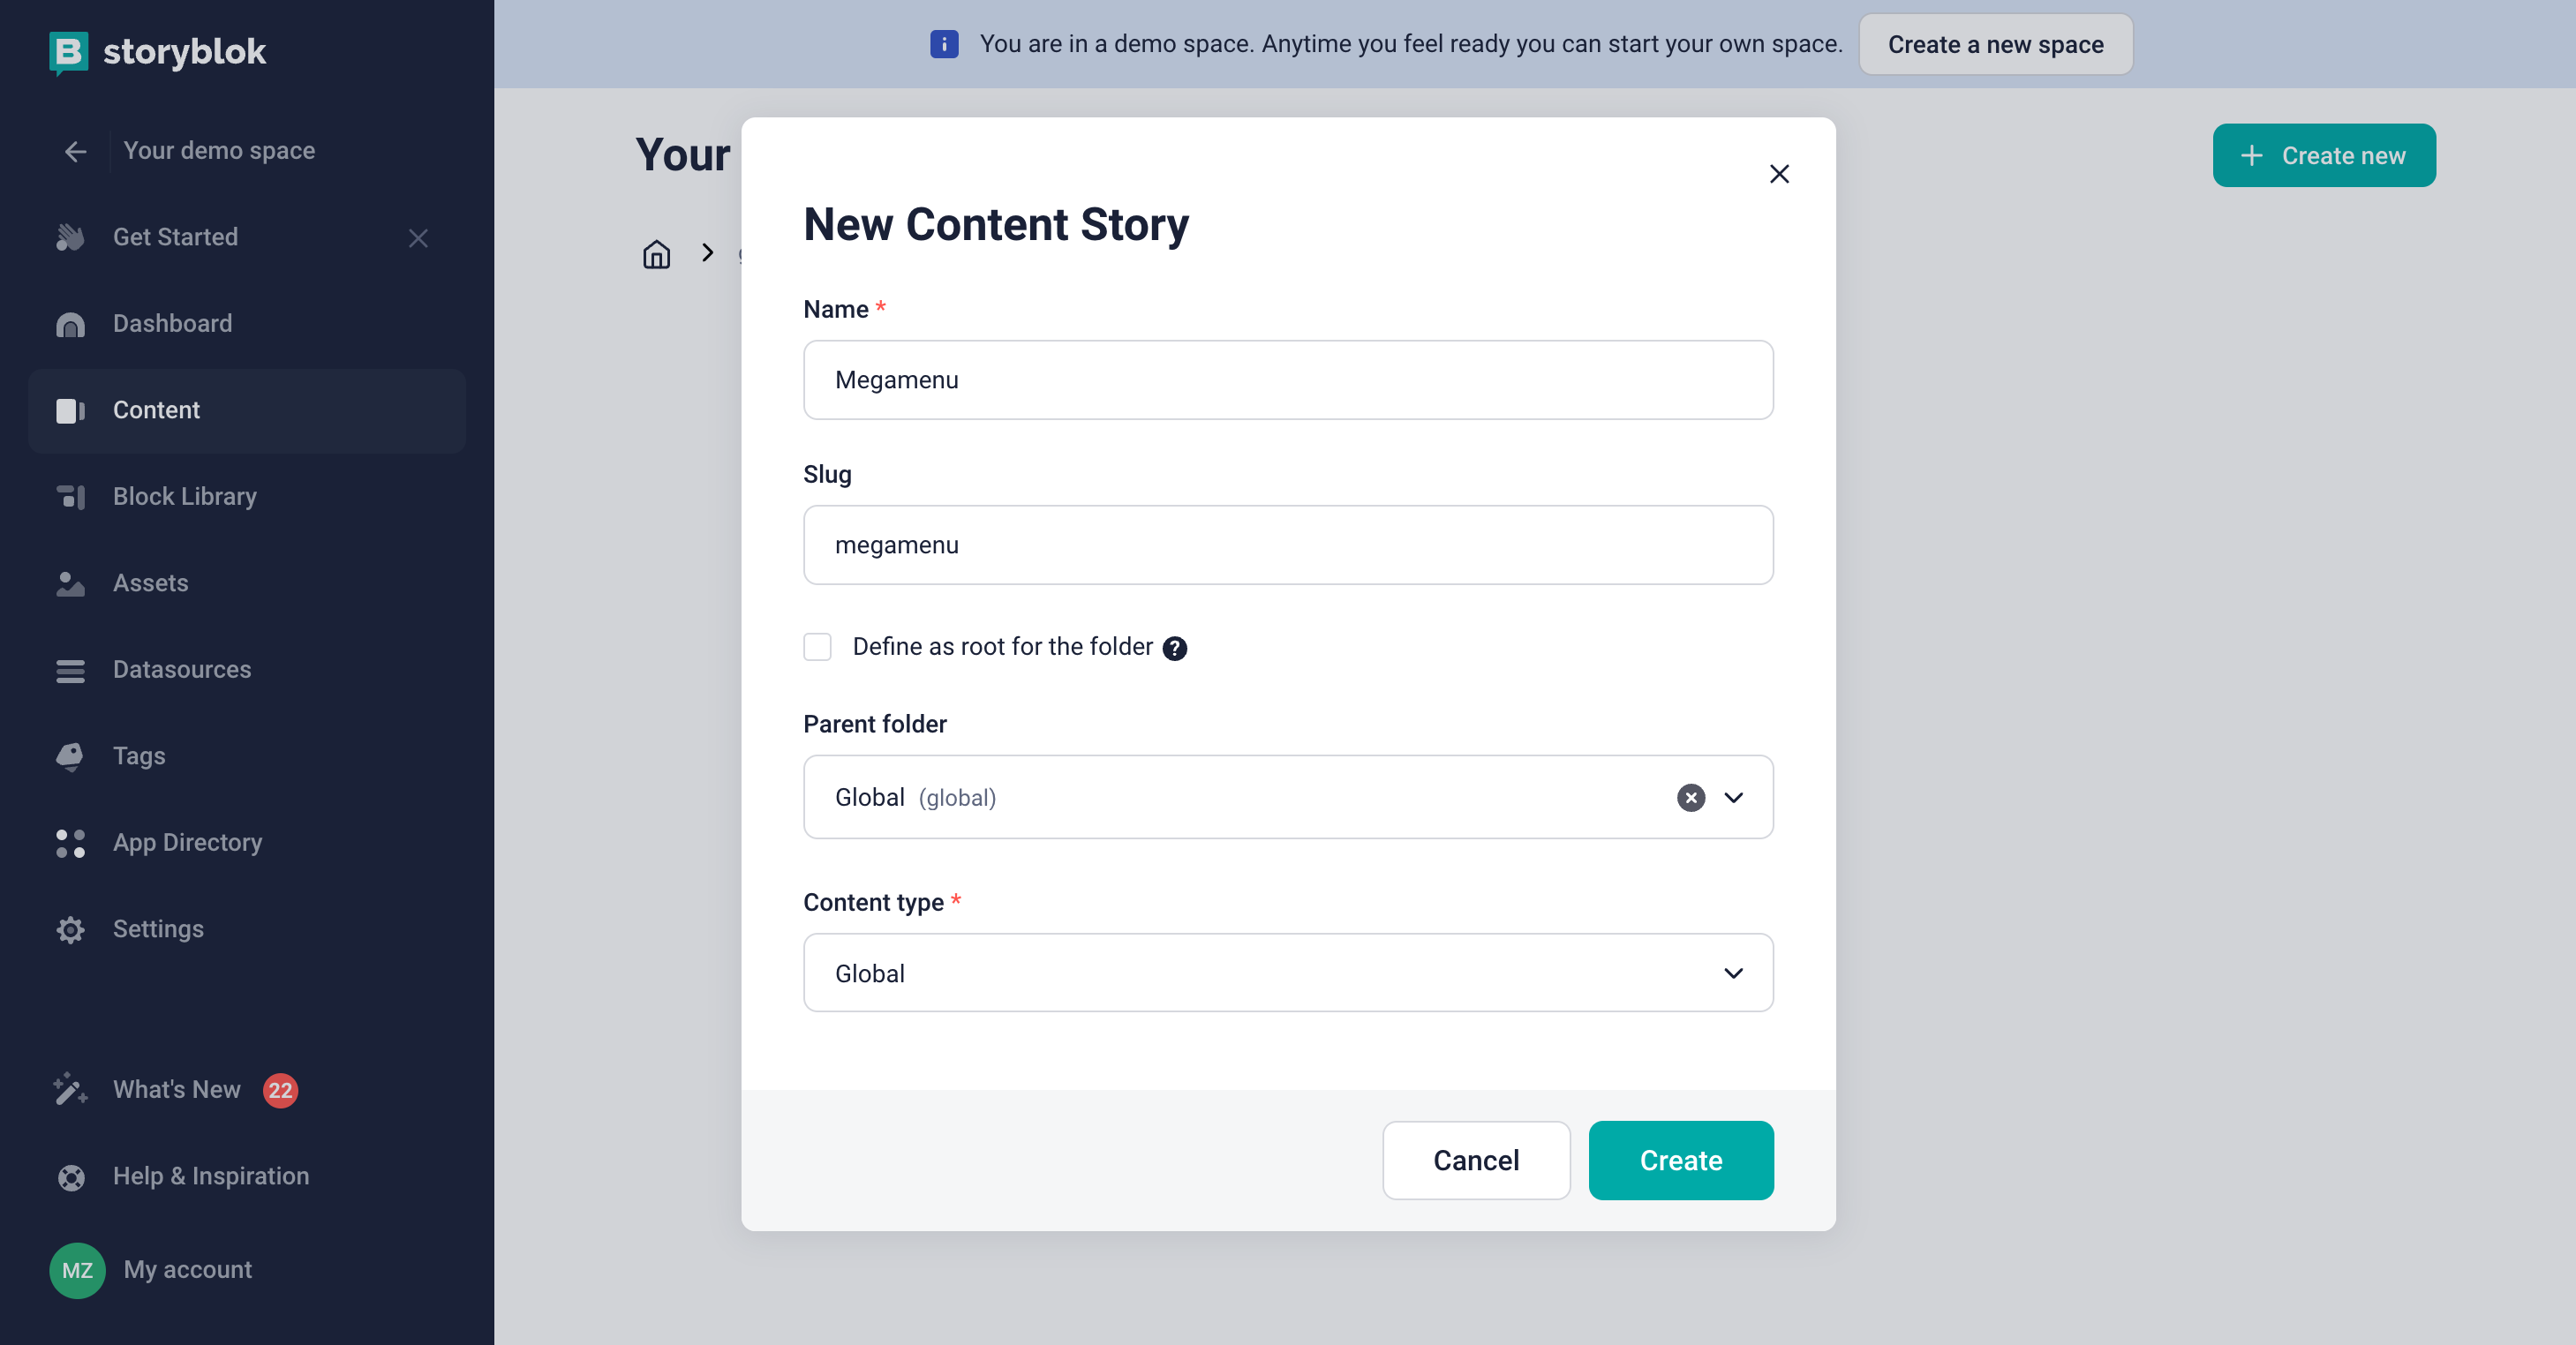 storyblok
Your demo space
Get Started
Dashboard
Content
Block Library
Assets
Datasources
Tags
App Directory
Settings
What's New 22
Help & Inspiration
MZ My account
You are in a demo space. Anytime you feel ready you can start your own space. Create a new space
Your
Create new
New Content Story
Name *
Megamenu
Slug
megamenu
Define as root for the folder ?
Parent folder
Global (global)
Content type *
Global
Cancel Create